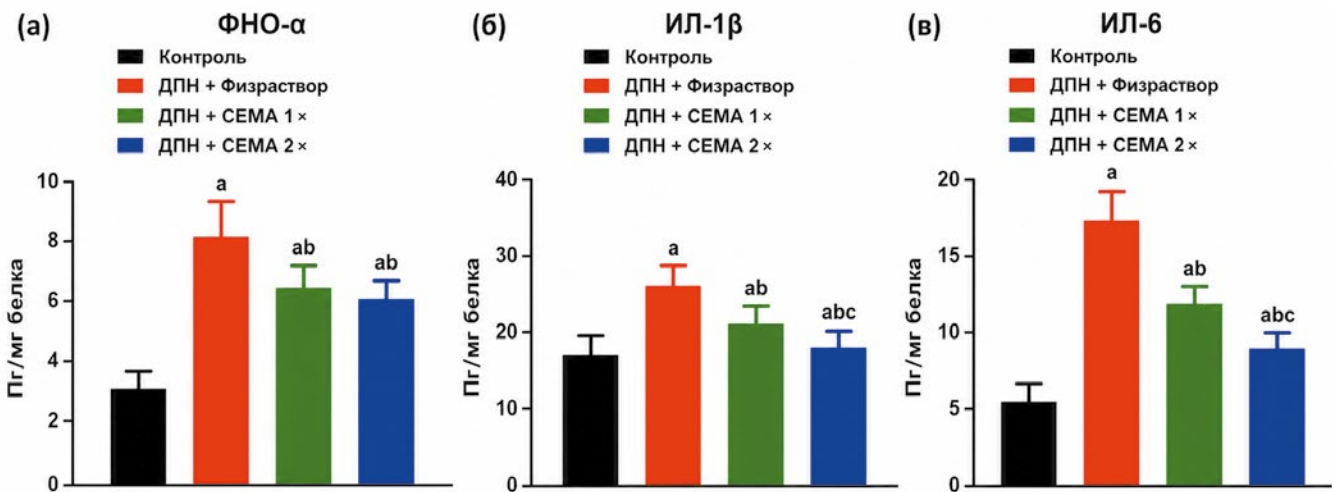 (а) ФНО-α
Контроль
ДПН + Физраствор
ДПН + СЕМА 1×
ДПН + СЕМА 2×
Пг/мг белка
10
8
6
4
2
0
a
ab
ab
(б) ИЛ-1β
Контроль
ДПН + Физраствор
ДПН + СЕМА 1×
ДПН + СЕМА 2×
Пг/мг белка
40
30
20
10
0
a
ab
abc
(в) ИЛ-6
Контроль
ДПН + Физраствор
ДПН + СЕМА 1×
ДПН + СЕМА 2×
Пг/мг белка
20
15
10
5
0
a
ab
abc